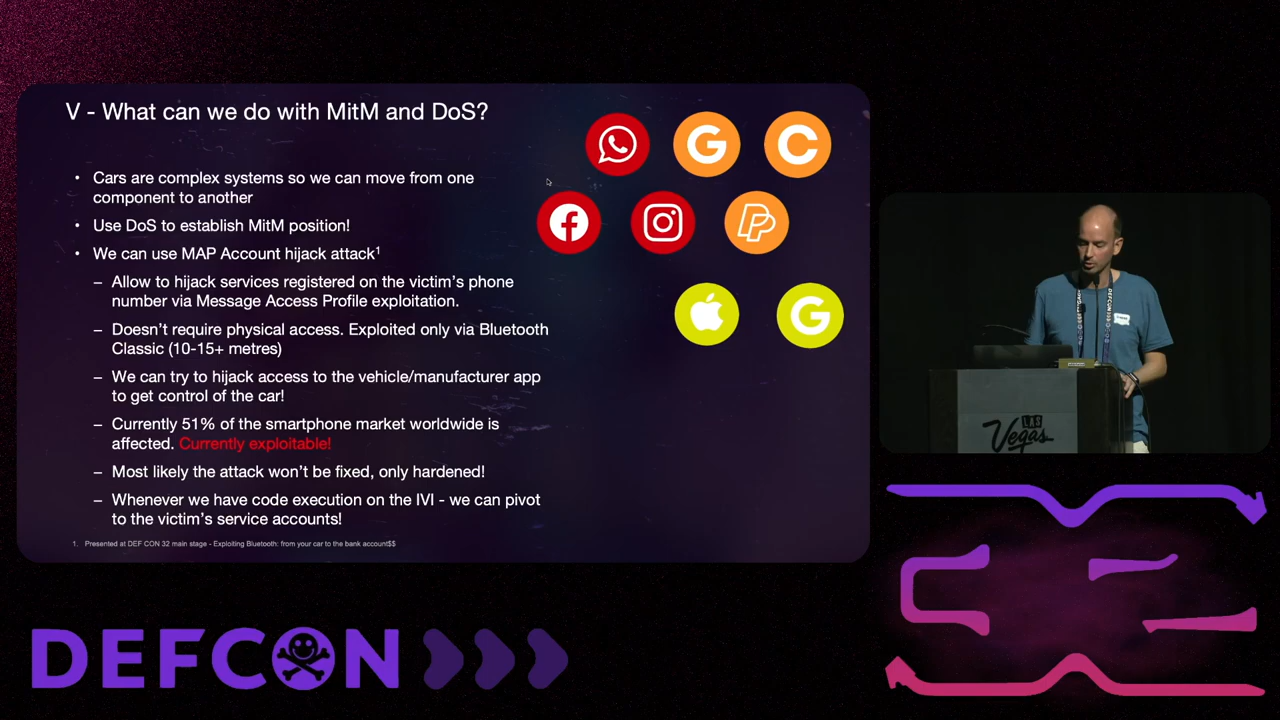 V - What can we do with MitM and DoS?
• Cars are complex systems so we can move from one
component to another
• Use DoS to establish MitM position!
• We can use MAP Account hijack attack¹
– Allow to hijack services registered on the victim's phone
number via Message Access Profile exploitation.
– Doesn't require physical access. Exploited only via Bluetooth
Classic (10-15+ metres)
– We can try to hijack access to the vehicle/manufacturer app
to get control of the car!
– Currently 51% of the smartphone market worldwide is
affected. Currently exploitable!
– Most likely the attack won't be fixed, only hardened!
– Whenever we have code execution on the IVI - we can pivot
to the victim's service accounts!
1. Presented at DEF CON 32 main stage - Exploiting Bluetooth: from your car to the bank account$$
G C
G
LAS
Vegas
DEFCON